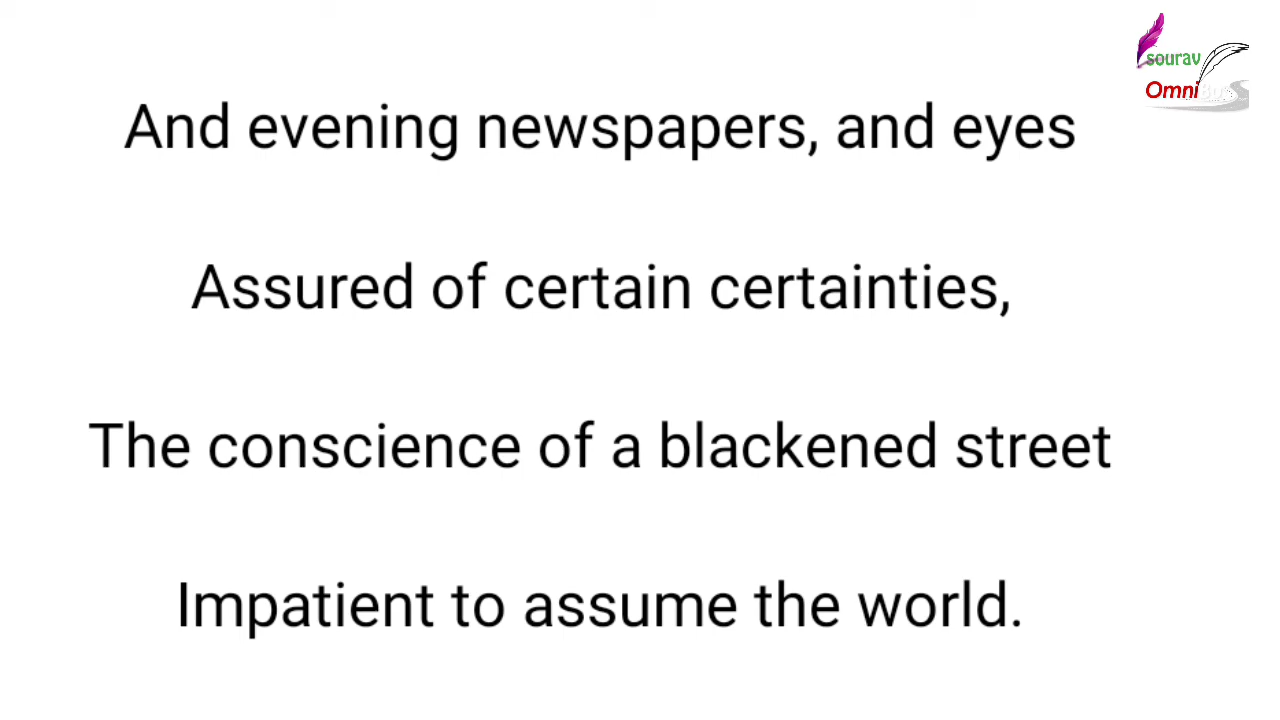 sourav
Omni
And evening newspapers, and eyes
Assured of certain certainties,
The conscience of a blackened street
Impatient to assume the world.